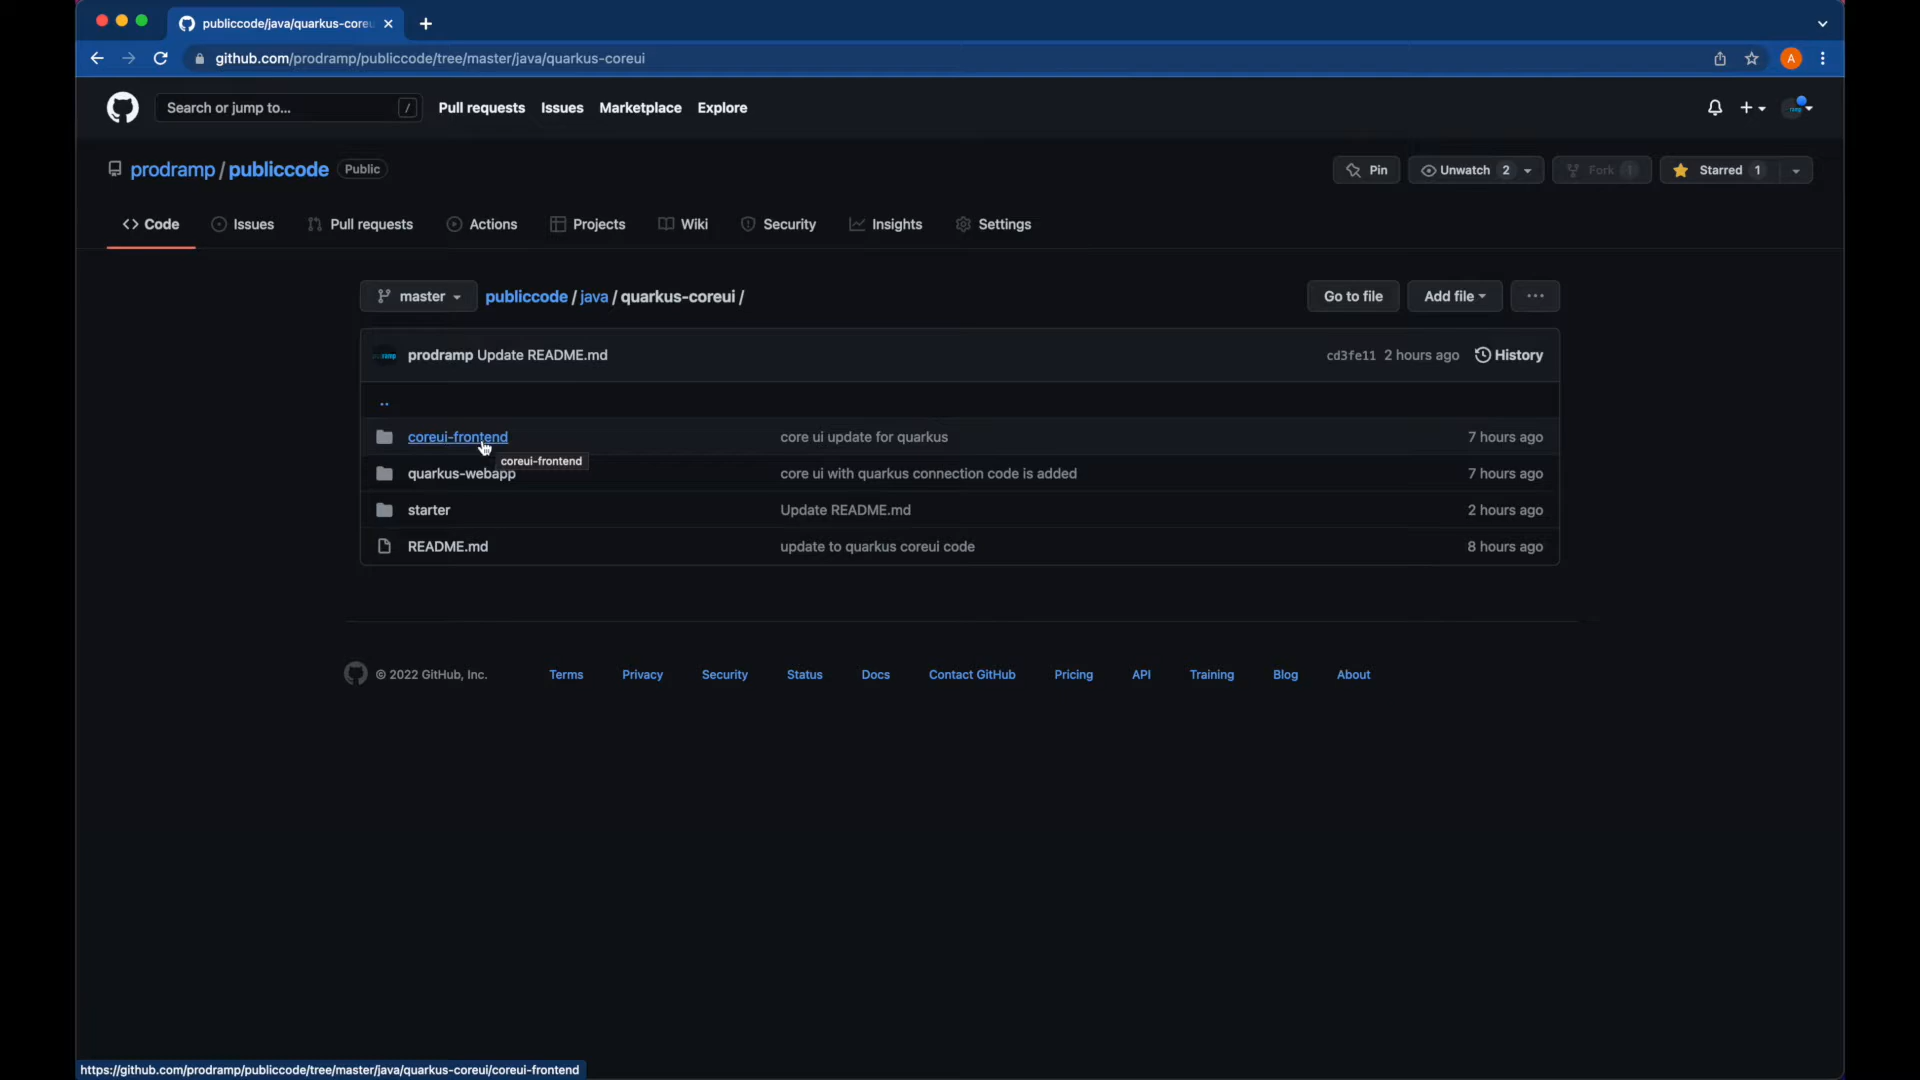 publiccode/java/quarkus-coreu
github.com/prodramp/publiccode/tree/master/java/quarkus-coreui
A
Search or jump to... /
Pull requests Issues Marketplace Explore
prodramp / publiccode Public
Pin Unwatch 2 Fork 1 Starred 1
Code Issues Pull requests Actions Projects Wiki Security Insights Settings
master publiccode / java / quarkus-coreui / Go to file Add file ...
prodramp Update README.md cd3fe11 2 hours ago History
..
coreui-frontend core ui update for quarkus 7 hours ago
coreui-frontend
quarkus-webapp core ui with quarkus connection code is added 7 hours ago
starter Update README.md 2 hours ago
README.md update to quarkus coreui code 8 hours ago
© 2022 GitHub, Inc. Terms Privacy Security Status Docs Contact GitHub Pricing API Training Blog About
https://github.com/prodramp/publiccode/tree/master/java/quarkus-coreui/coreui-frontend